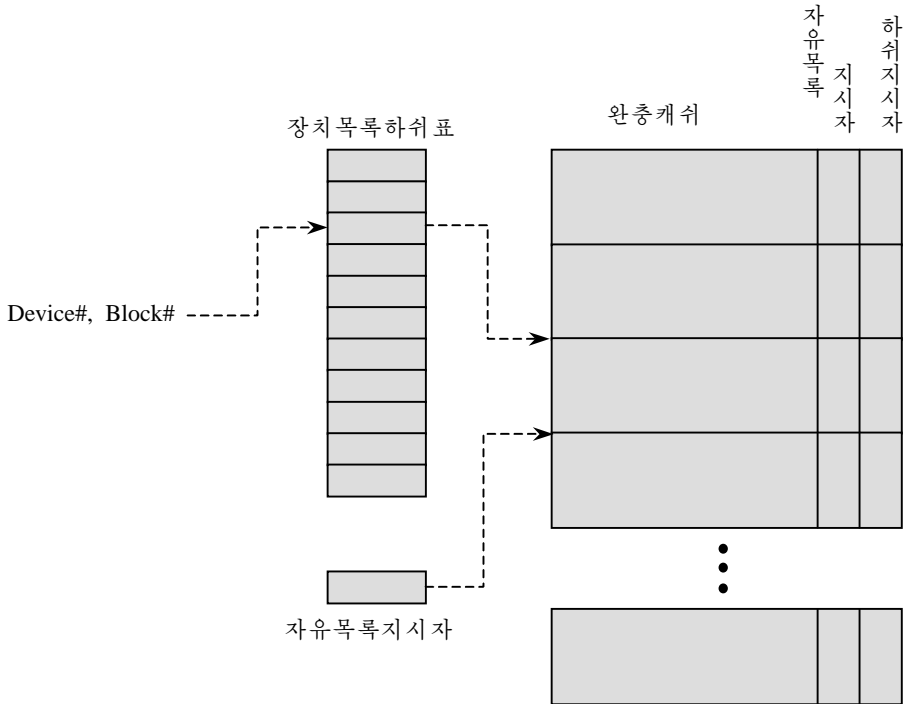 자유목록
지시자
하쉬지시자
완충캐쉬
장치목록하쉬표
Device#, Block#
자유목록지시자